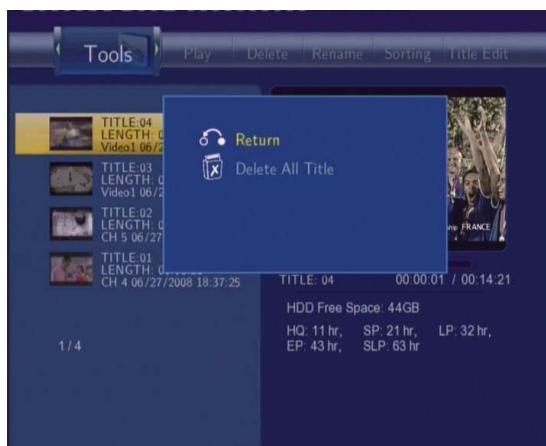 Tools Play Delete Rename Sorting Title Edit
TITLE:04
LENGTH: 0
Video1 06/2
TITLE:03
LENGTH: 0
Video1 06/2
TITLE:02
LENGTH: 0
CH 5 06/27
TITLE:01
LENGTH:
CH 4 06/27/2008 18:37:25
1/4
Return
Delete All Title
FRANCE
TITLE: 04 00:00:01 / 00:14:21
HDD Free Space: 44GB
HQ: 11 hr, SP: 21 hr, LP: 32 hr,
EP: 43 hr, SLP: 63 hr